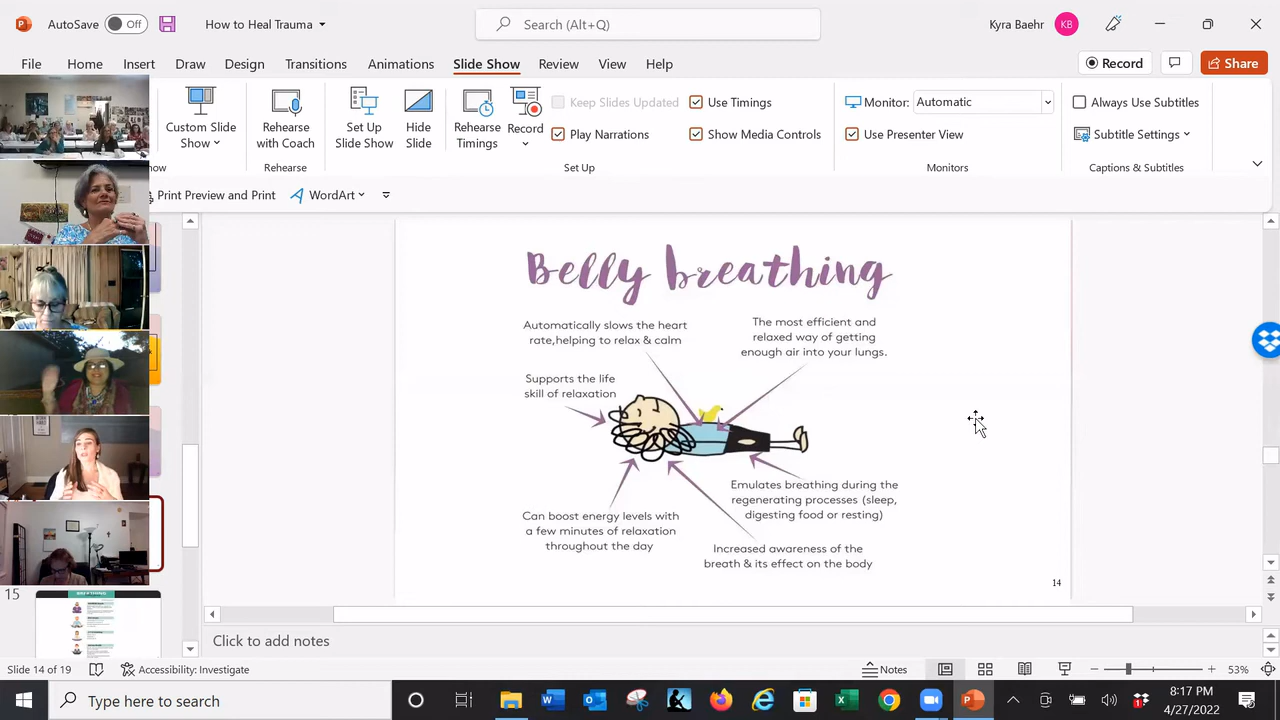 AutoSave Off How to Heal Trauma Search (Alt+Q) Kyra Baehr KB
File Home Insert Draw Design Transitions Animations Slide Show Review View Help Record Share
Custom Slide
Show
Rehearse
with Coach
Rehearse
Set Up
Slide Show
Hide
Slide
Rehearse
Timings
Record
Keep Slides Updated
Play Narrations
Use Timings
Show Media Controls
Set Up
Monitor: Automatic
Use Presenter View
Monitors
Always Use Subtitles
Subtitle Settings
Captions & Subtitles
Print Preview and Print WordArt
Belly breathing
Automatically slows the heart
rate,helping to relax & calm
The most efficient and
relaxed way of getting
enough air into your lungs.
Supports the life
skill of relaxation
Emulates breathing during the
regenerating processes (sleep,
digesting food or resting)
Can boost energy levels with
a few minutes of relaxation
throughout the day
Increased awareness of the
breath & its effect on the body
14
15
BREATHING
Click to add notes
Slide 14 of 19 Accessibility: Investigate Notes 53%
Type here to search
8:17 PM
4/27/2022